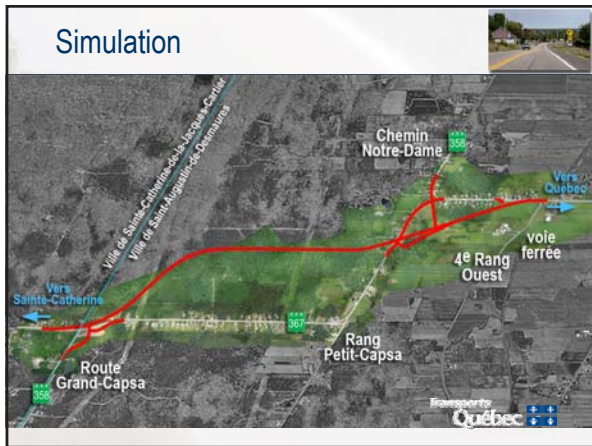 Simulation
Ville de Sainte-Catherine-de-la-Jacques-Cartier
Ville de Saint-Augustin-de-Desmaures
Chemin
Notre-Dame
358
Vers
Québec
4e Rang
Ouest
voie
ferrée
Vers
Sainte-Catherine
367
Rang
Petit-Capsa
Route
Grand-Capsa
358
Transports
Québec